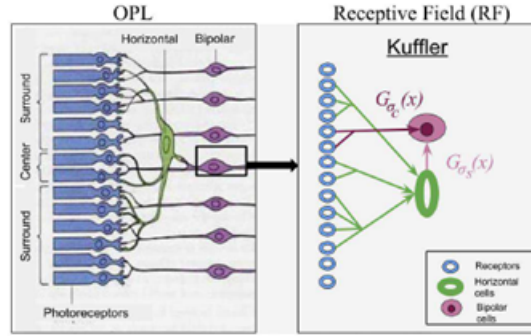 OPL
Receptive Field (RF)
Horizontal
Bipolar
Surround
Center
Surround
Photoreceptors
Kuffler
Gσc(x)
Gσs(x)
Receptors
Horizontal
cells
Bipolar
cells